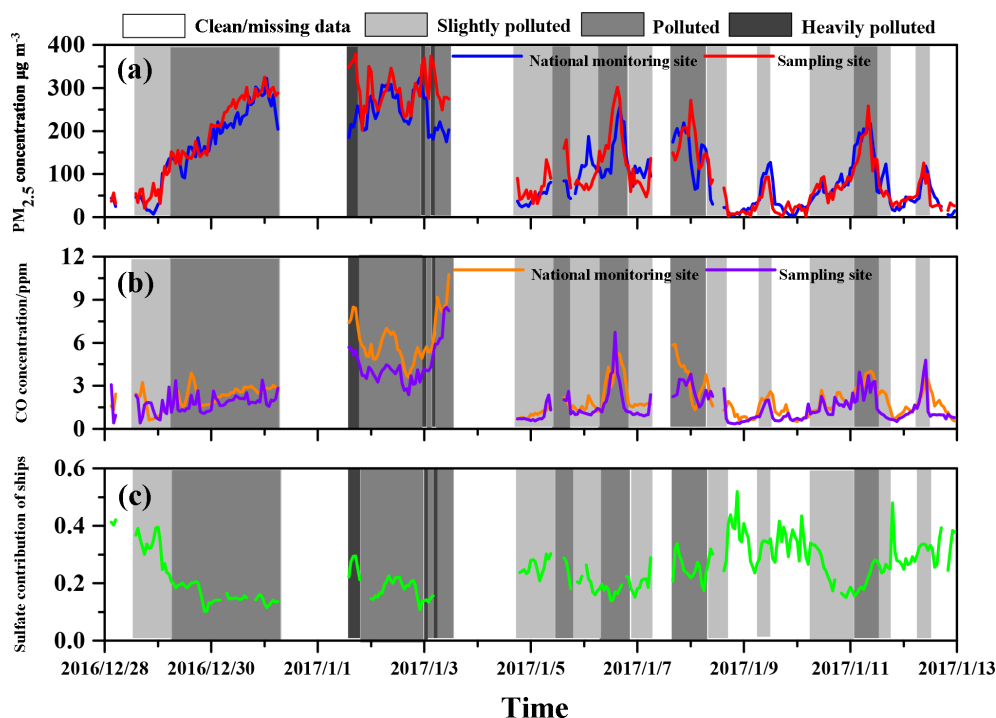 Clean/missing data Slightly polluted Polluted Heavily polluted
PM2.5 concentration µg m-3
400
300
200
100
0
(a)
National monitoring site Sampling site
CO concentration/ppm
12
9
6
3
0
(b)
National monitoring site Sampling site
Sulfate contribution of ships
0.6
0.4
0.2
0.0
(c)
2016/12/28 2016/12/30 2017/1/1 2017/1/3 2017/1/5 2017/1/7 2017/1/9 2017/1/11 2017/1/13
Time